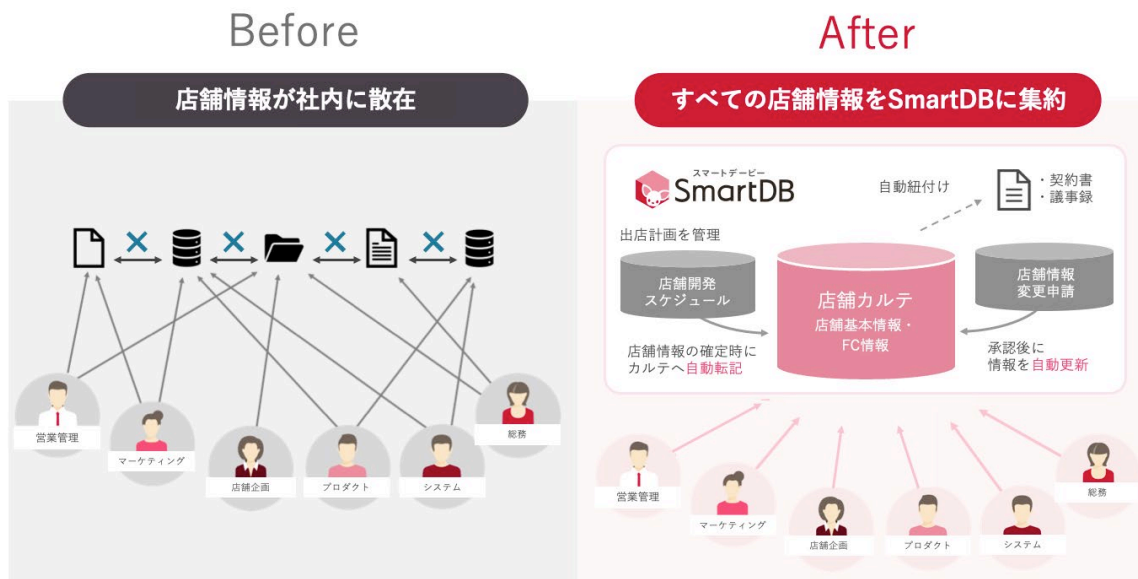 Before
店舗情報が社内に散在
営業管理
マーケティング
店舗企画
プロダクト
システム
総務
After
すべての店舗情報をSmartDBに集約
スマートデービー
SmartDB
自動紐付け
・契約書
・議事録
出店計画を管理
店舗開発
スケジュール
店舗カルテ
店舗基本情報・
FC情報
店舗情報
変更申請
店舗情報の確定時に
カルテへ自動転記
承認後に
情報を自動更新
営業管理
マーケティング
店舗企画
プロダクト
システム
総務